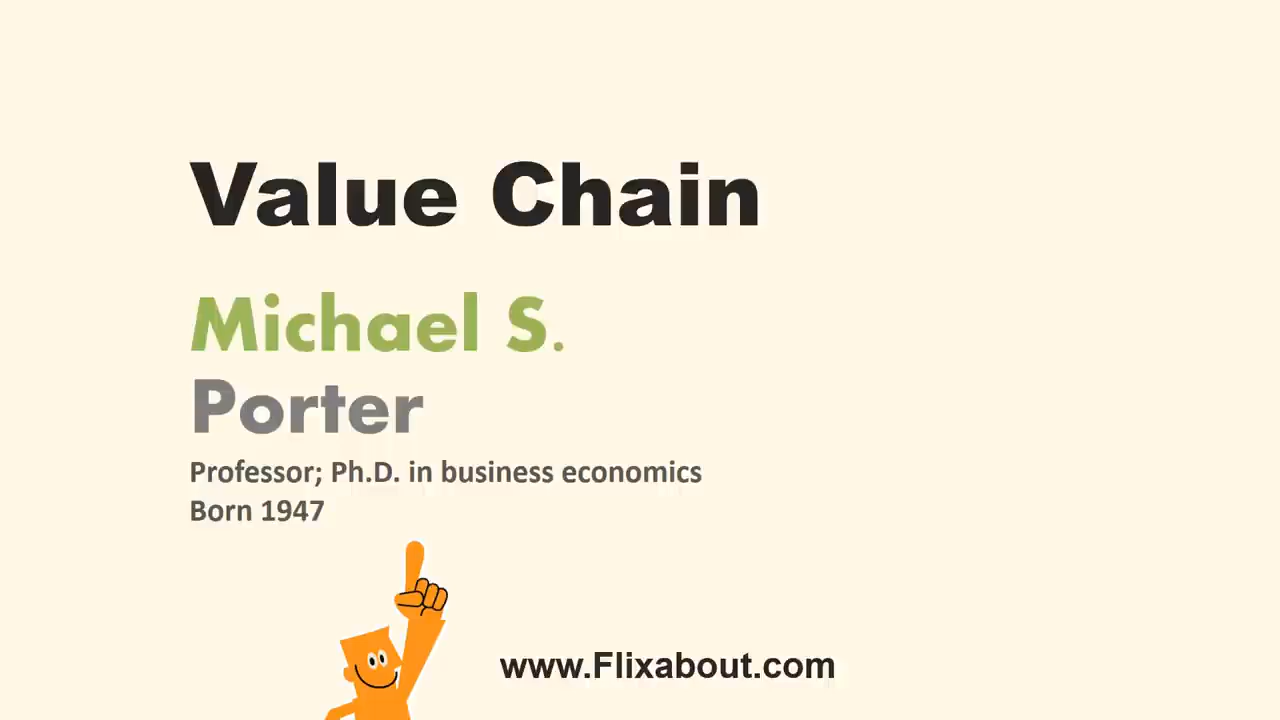 Value Chain
Michael S.
Porter
Professor; Ph.D. in business economics
Born 1947
www.Flixabout.com